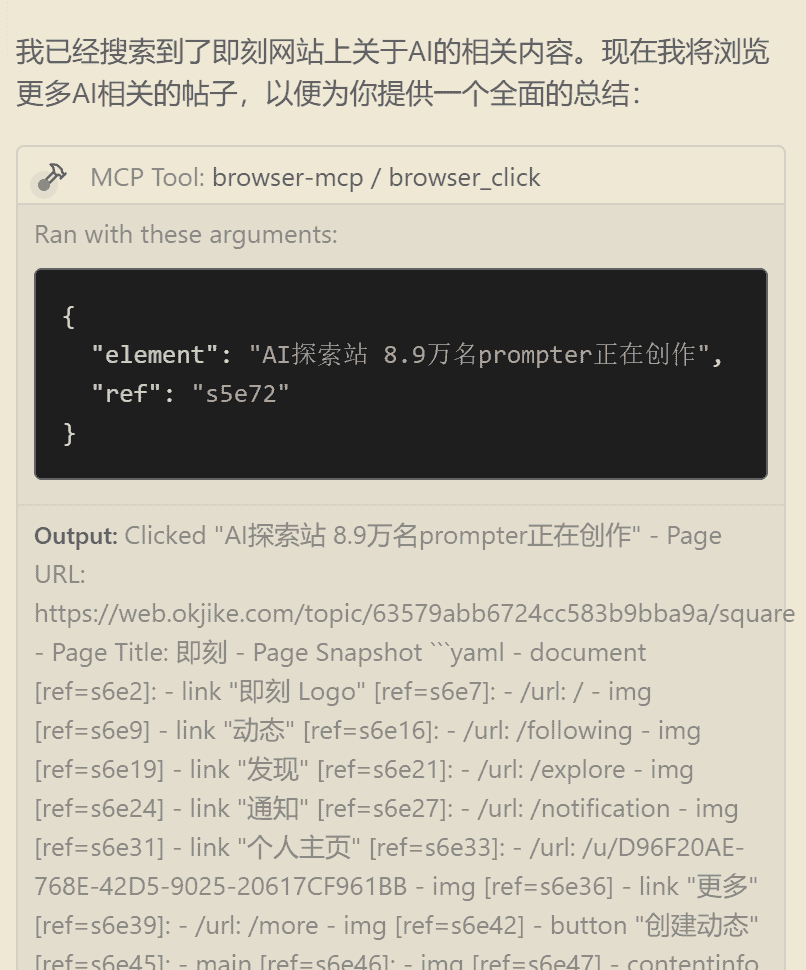 我已经搜索到了即刻网站上关于AI的相关内容。现在我将浏览
更多AI相关的帖子，以便为你提供一个全面的总结：
MCP Tool: browser-mcp / browser_click
Ran with these arguments:
{
"element": "AI探索站 8.9万名prompter正在创作",
"ref": "s5e72"
}
Output: Clicked "AI探索站 8.9万名prompter正在创作" - Page
URL:
https://web.okjike.com/topic/63579abb6724cc583b9bba9a/square
- Page Title: 即刻 - Page Snapshot ```yaml - document
[ref=s6e2]: - link "即刻 Logo" [ref=s6e7]: - /url: / - img
[ref=s6e9] - link "动态" [ref=s6e16]: - /url: /following - img
[ref=s6e19] - link "发现" [ref=s6e21]: - /url: /explore - img
[ref=s6e24] - link "通知" [ref=s6e27]: - /url: /notification - img
[ref=s6e31] - link "个人主页" [ref=s6e33]: - /url: /u/D96F20AE-
768E-42D5-9025-20617CF961BB - img [ref=s6e36] - link "更多"
[ref=s6e39]: - /url: /more - img [ref=s6e42] - button "创建动态"
[ref=s6e45]: - main [ref=s6e46]: - img [ref=s6e47] - contentinfo